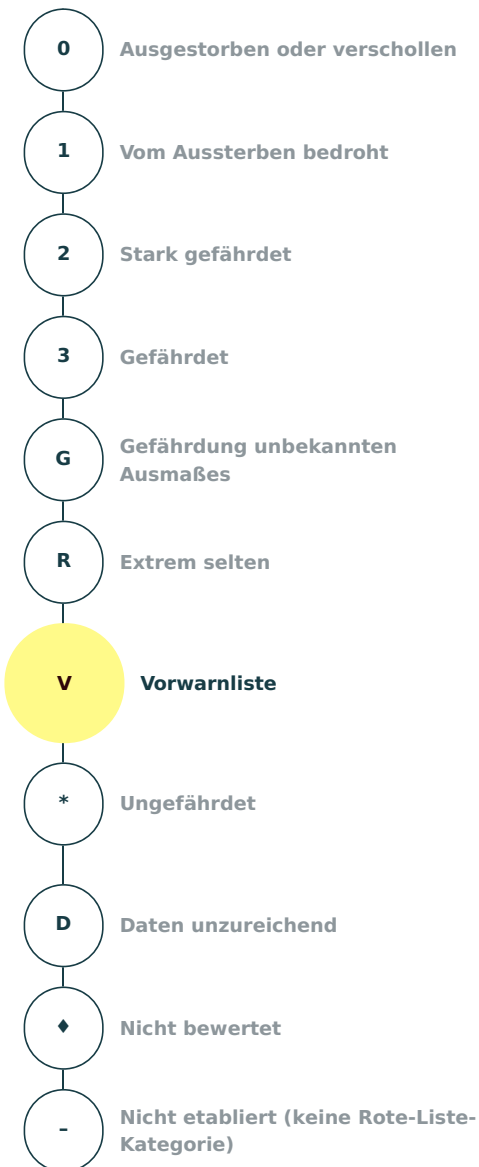 0 Ausgestorben oder verschollen
1 Vom Aussterben bedroht
2 Stark gefährdet
3 Gefährdet
G Gefährdung unbekannten
Ausmaßes
R Extrem selten
V Vorwarnliste
* Ungefährdet
D Daten unzureichend
♦ Nicht bewertet
– Nicht etabliert (keine Rote-Liste-
Kategorie)